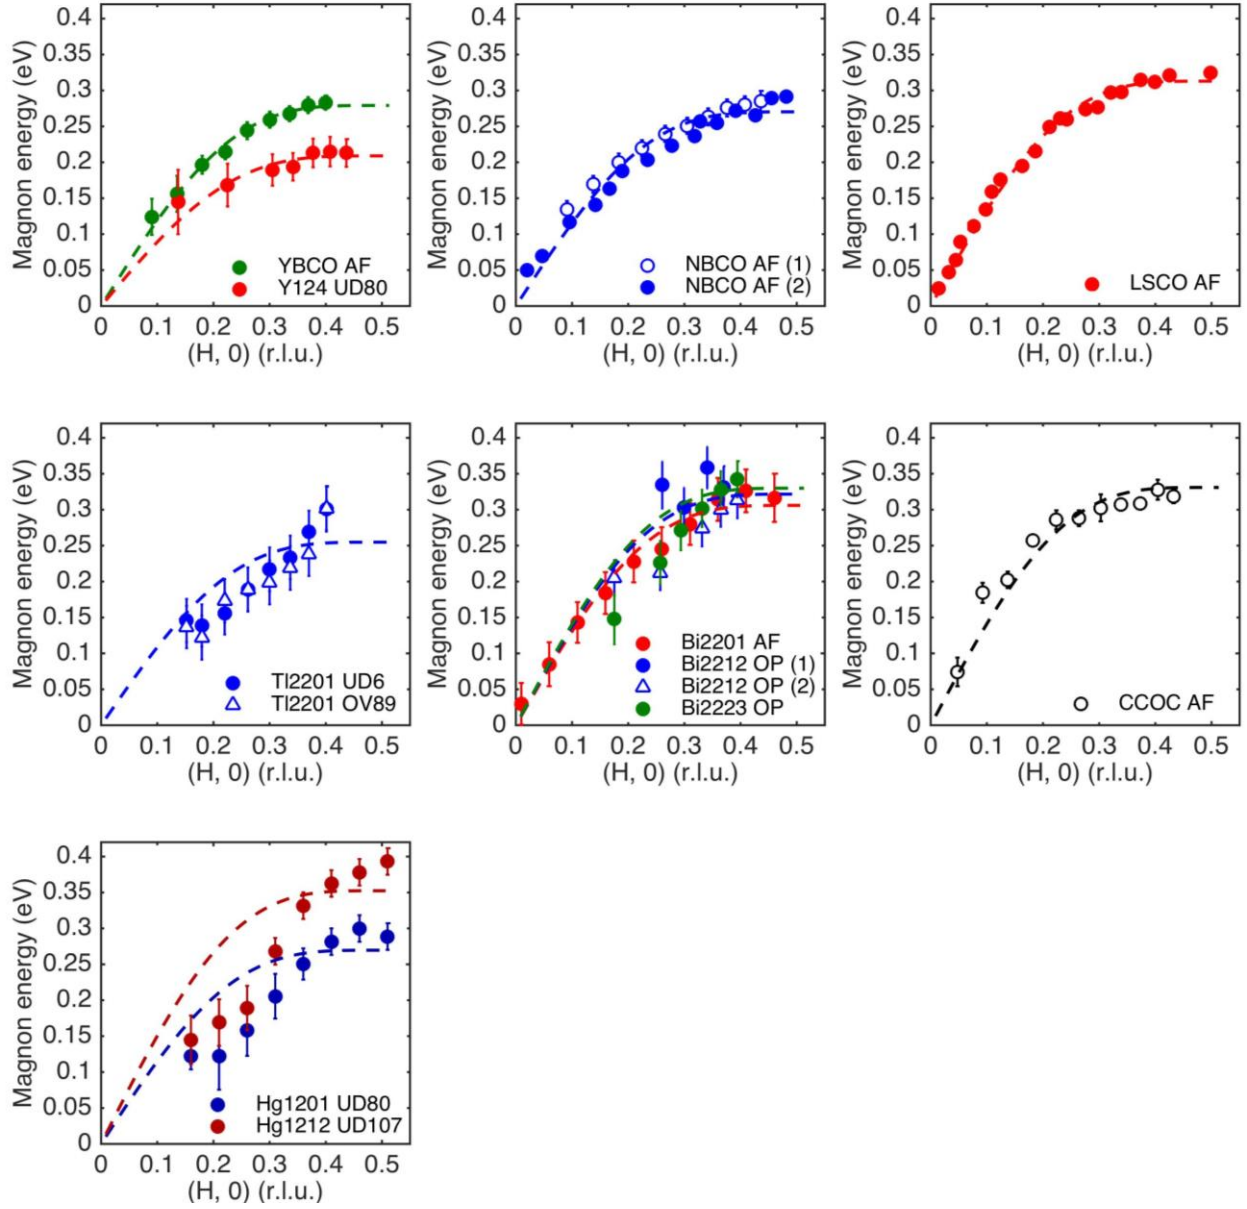 Magnon energy (eV)
0.4
0.35
0.3
0.25
0.2
0.15
0.1
0.05
0
YBCO AF
Y124 UD80
0 0.1 0.2 0.3 0.4 0.5
(H, 0) (r.l.u.)
Magnon energy (eV)
0.4
0.35
0.3
0.25
0.2
0.15
0.1
0.05
0
NBCO AF (1)
NBCO AF (2)
0 0.1 0.2 0.3 0.4 0.5
(H, 0) (r.l.u.)
Magnon energy (eV)
0.4
0.35
0.3
0.25
0.2
0.15
0.1
0.05
0
LSCO AF
0 0.1 0.2 0.3 0.4 0.5
(H, 0) (r.l.u.)
Magnon energy (eV)
0.4
0.35
0.3
0.25
0.2
0.15
0.1
0.05
0
Tl2201 UD6
Tl2201 OV89
0 0.1 0.2 0.3 0.4 0.5
(H, 0) (r.l.u.)
Magnon energy (eV)
0.4
0.35
0.3
0.25
0.2
0.15
0.1
0.05
0
Bi2201 AF
Bi2212 OP (1)
Bi2212 OP (2)
Bi2223 OP
0 0.1 0.2 0.3 0.4 0.5
(H, 0) (r.l.u.)
Magnon energy (eV)
0.4
0.35
0.3
0.25
0.2
0.15
0.1
0.05
0
CCOC AF
0 0.1 0.2 0.3 0.4 0.5
(H, 0) (r.l.u.)
Magnon energy (eV)
0.4
0.35
0.3
0.25
0.2
0.15
0.1
0.05
0
Hg1201 UD80
Hg1212 UD107
0 0.1 0.2 0.3 0.4 0.5
(H, 0) (r.l.u.)